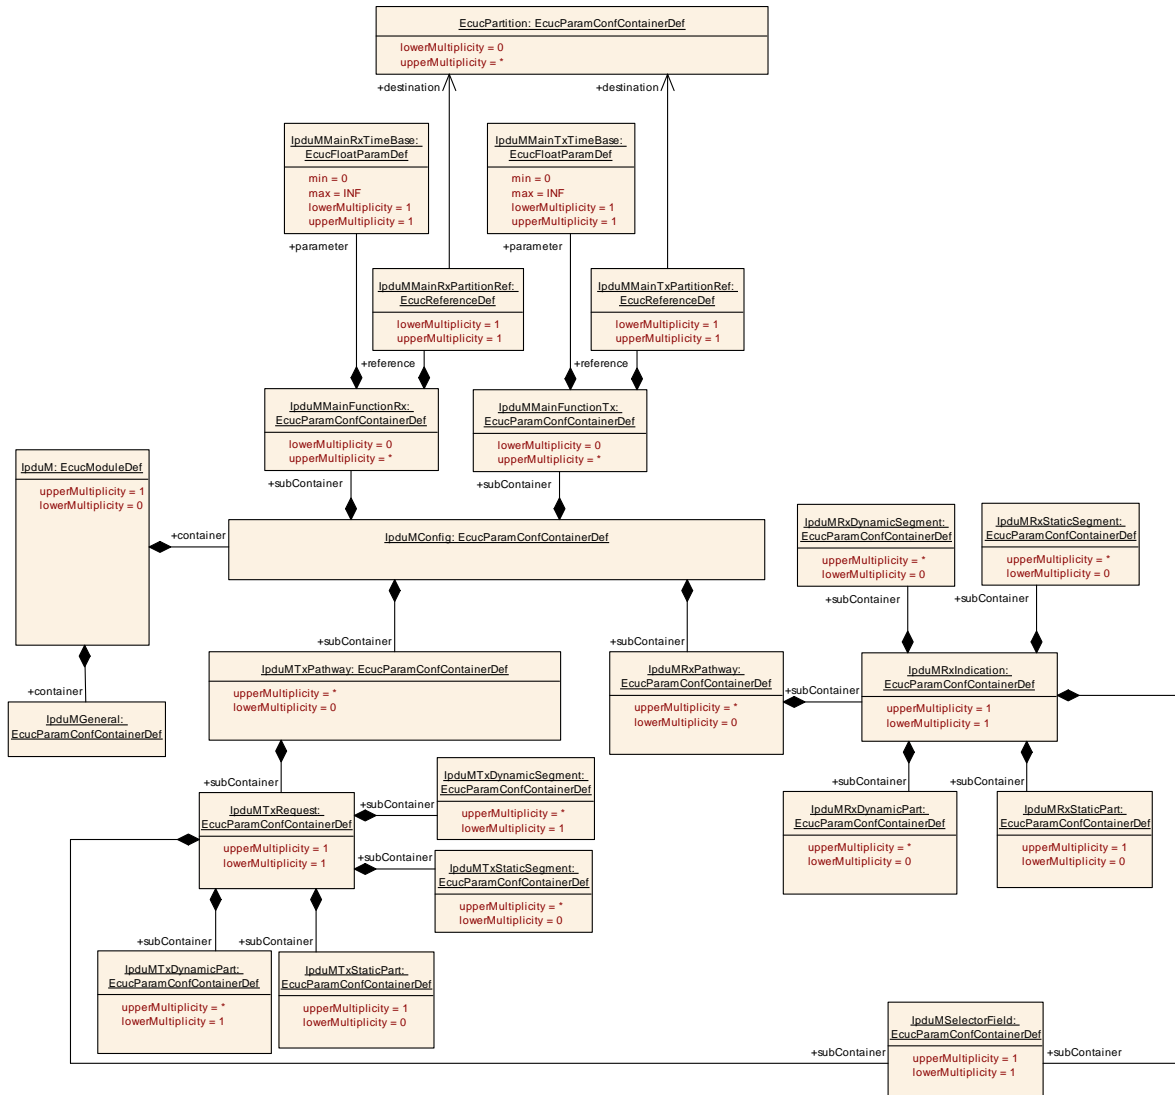 EcucPartition: EcucParamConfContainerDef
lowerMultiplicity = 0
upperMultiplicity = *
+destination
+destination
IpduMMainRxTimeBase:
EcucFloatParamDef
min = 0
max = INF
lowerMultiplicity = 1
upperMultiplicity = 1
IpduMMainTxTimeBase:
EcucFloatParamDef
min = 0
max = INF
lowerMultiplicity = 1
upperMultiplicity = 1
+parameter
+parameter
IpduMMainRxPartitionRef:
EcucReferenceDef
lowerMultiplicity = 1
upperMultiplicity = 1
IpduMMainTxPartitionRef:
EcucReferenceDef
lowerMultiplicity = 1
upperMultiplicity = 1
+reference
+reference
IpduMMainFunctionRx:
EcucParamConfContainerDef
lowerMultiplicity = 0
upperMultiplicity = *
IpduMMainFunctionTx:
EcucParamConfContainerDef
lowerMultiplicity = 0
upperMultiplicity = *
+subContainer
+subContainer
IpduM: EcucModuleDef
upperMultiplicity = 1
lowerMultiplicity = 0
+container
IpduMConfig: EcucParamConfContainerDef
IpduMRxDynamicSegment:
EcucParamConfContainerDef
upperMultiplicity = *
lowerMultiplicity = 0
IpduMRxStaticSegment:
EcucParamConfContainerDef
upperMultiplicity = *
lowerMultiplicity = 0
+subContainer
+subContainer
+subContainer
+subContainer
IpduMTxPathway: EcucParamConfContainerDef
upperMultiplicity = *
lowerMultiplicity = 0
IpduMRxPathway:
EcucParamConfContainerDef
upperMultiplicity = *
lowerMultiplicity = 0
+subContainer
IpduMRxIndication:
EcucParamConfContainerDef
upperMultiplicity = 1
lowerMultiplicity = 1
+container
IpduMGeneral:
EcucParamConfContainerDef
+subContainer
+subContainer
+subContainer
IpduMTxRequest:
EcucParamConfContainerDef
upperMultiplicity = 1
lowerMultiplicity = 1
+subContainer
IpduMTxDynamicSegment:
EcucParamConfContainerDef
upperMultiplicity = *
lowerMultiplicity = 1
IpduMRxDynamicPart:
EcucParamConfContainerDef
upperMultiplicity = *
lowerMultiplicity = 0
IpduMRxStaticPart:
EcucParamConfContainerDef
upperMultiplicity = 1
lowerMultiplicity = 0
+subContainer
IpduMTxStaticSegment:
EcucParamConfContainerDef
upperMultiplicity = *
lowerMultiplicity = 0
+subContainer
+subContainer
IpduMTxDynamicPart:
EcucParamConfContainerDef
upperMultiplicity = *
lowerMultiplicity = 1
IpduMTxStaticPart:
EcucParamConfContainerDef
upperMultiplicity = 1
lowerMultiplicity = 0
+subContainer
IpduMSelectorField:
EcucParamConfContainerDef
upperMultiplicity = 1
lowerMultiplicity = 1
+subContainer